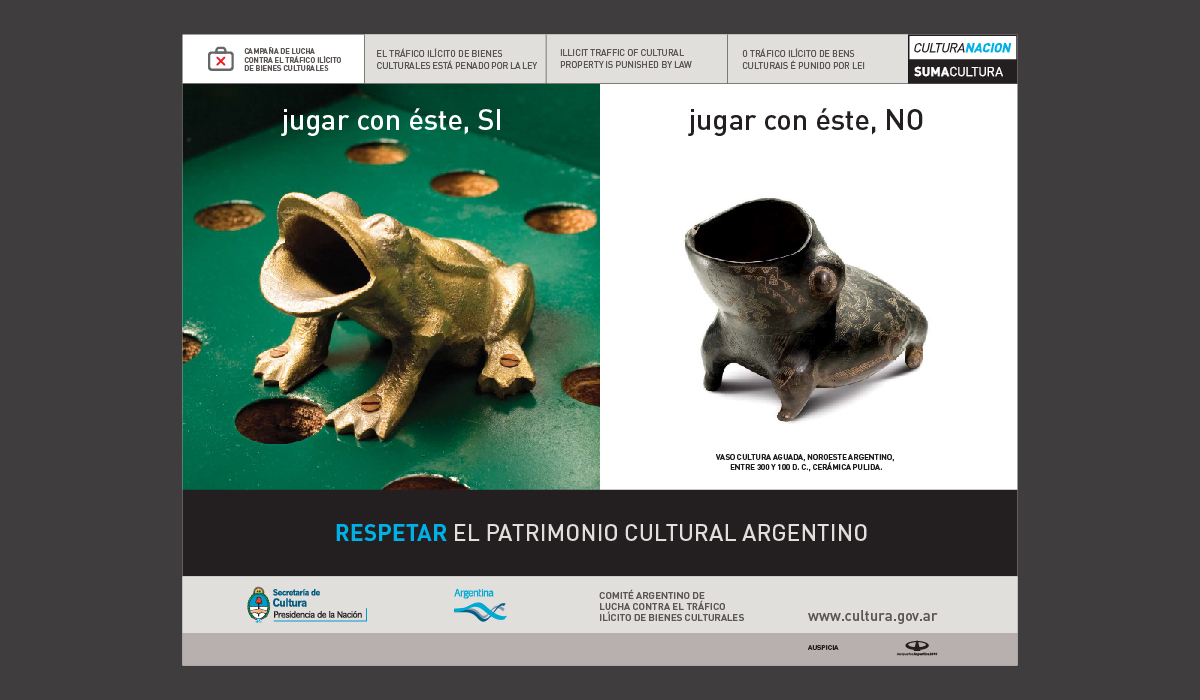 CAMPAÑA DE LUCHA
CONTRA EL TRÁFICO ILÍCITO
DE BIENES CULTURALES
EL TRÁFICO ILÍCITO DE BIENES
CULTURALES ESTÁ PENADO POR LA LEY
ILLICIT TRAFFIC OF CULTURAL
PROPERTY IS PUNISHED BY LAW
O TRÁFICO ILÍCITO DE BENS
CULTURAIS É PUNIDO POR LEI
CULTURANACION
SUMACULTURA
jugar con éste, SI
jugar con éste, NO
VASO CULTURA AGUADA, NOROESTE ARGENTINO,
ENTRE 300 Y 100 D. C., CERÁMICA PULIDA.
RESPETAR EL PATRIMONIO CULTURAL ARGENTINO
Secretaría de
Cultura
Presidencia de la Nación
Argentina
COMITÉ ARGENTINO DE
LUCHA CONTRA EL TRÁFICO
ILÍCITO DE BIENES CULTURALES
www.cultura.gov.ar
AUSPICIA